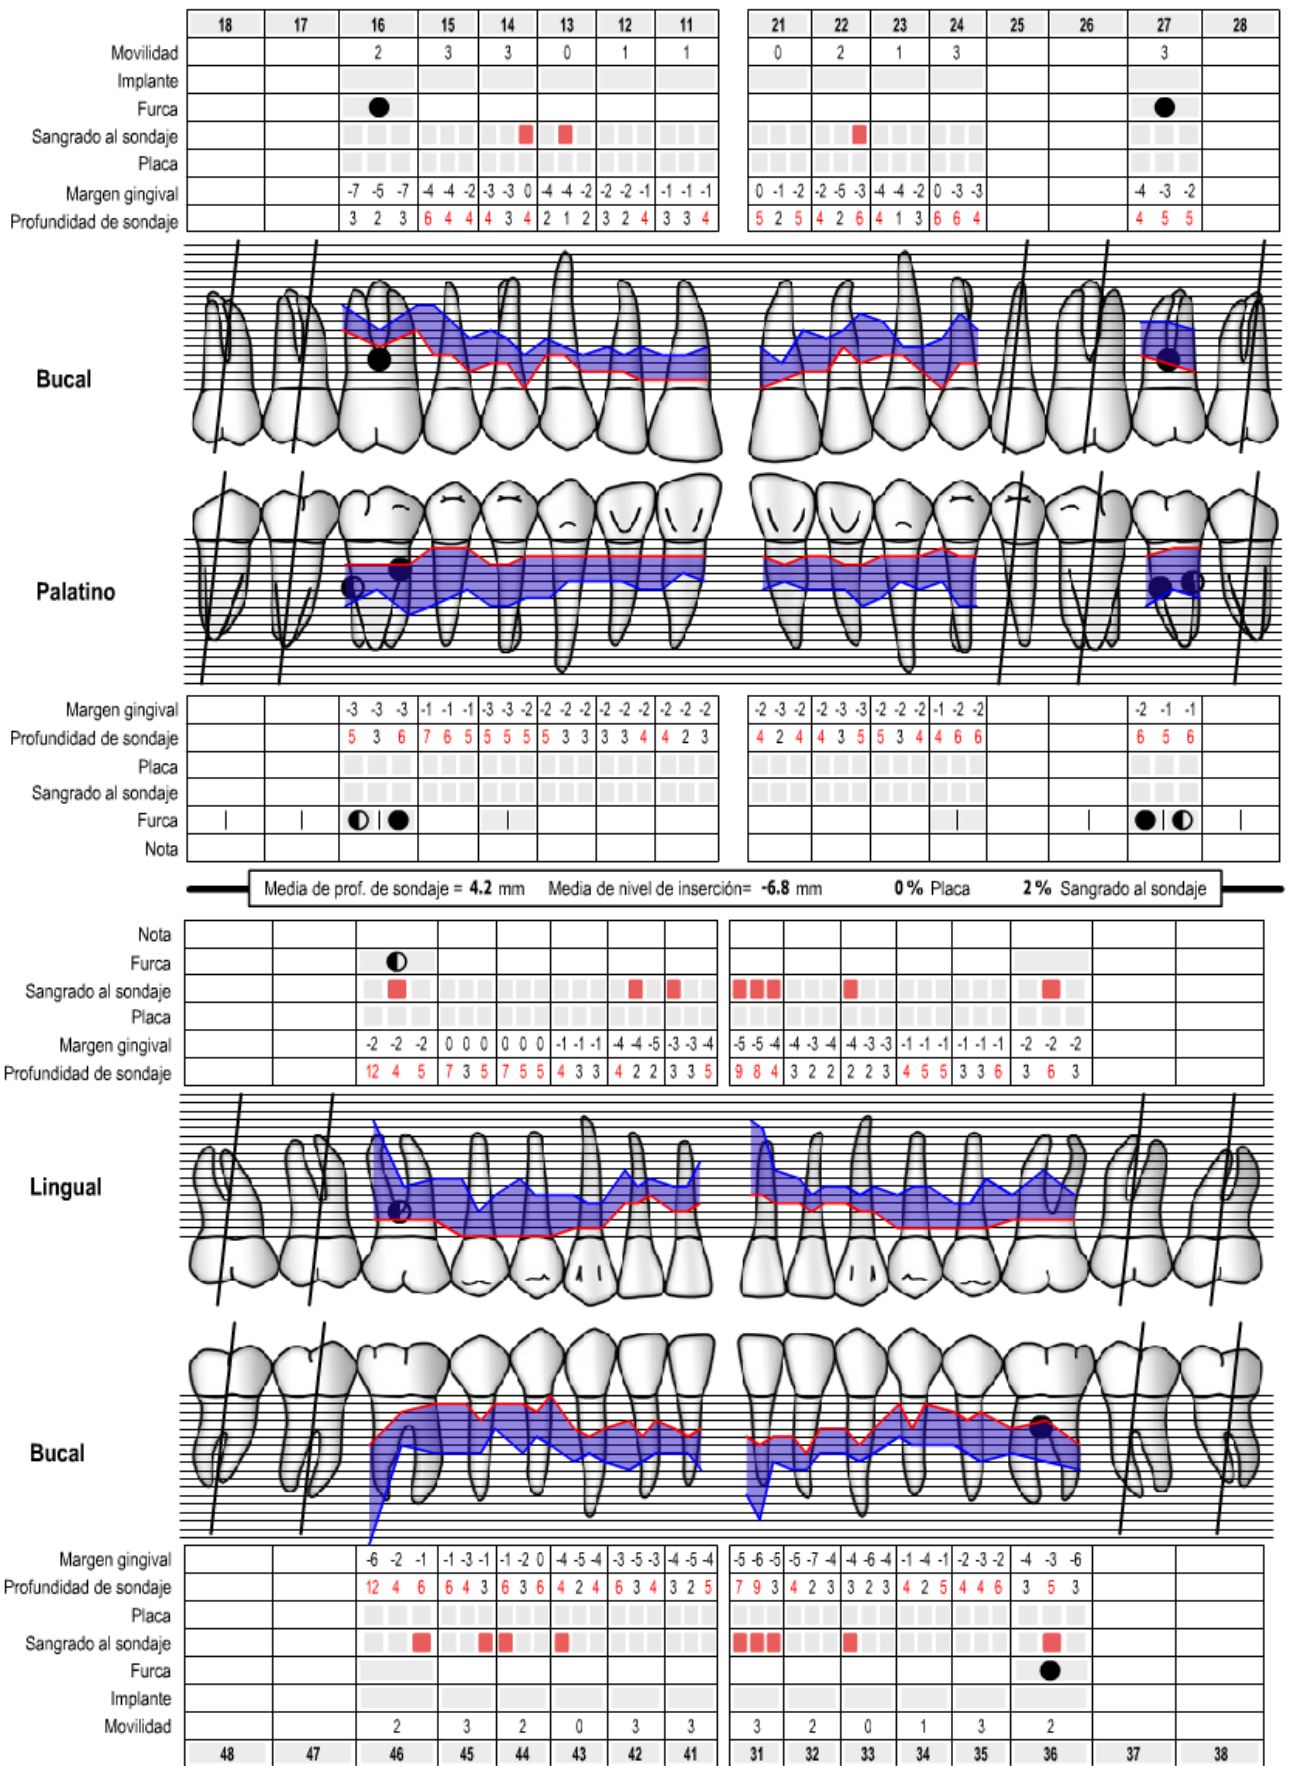 18 17 16 15 14 13 12 11 21 22 23 24 25 26 27 28
Movilidad 2 3 3 0 1 1 0 2 1 3 3
Implante
Furca
Sangrado al sondaje
Placa
Margen gingival -7 -5 -7 -4 -4 -2 -3 -3 0 -4 -4 -2 -2 -2 -1 -1 -1 -1 0 -1 -2 -2 -5 -3 -4 -4 -2 0 -3 -3 -4 -3 -2
Profundidad de sondaje 3 2 3 6 4 4 4 3 4 2 1 2 3 2 4 3 3 4 5 2 5 4 2 6 4 1 3 6 6 4 4 5 5
Bucal
Palatino
Margen gingival -3 -3 -3 -1 -1 -1 -3 -3 -2 -2 -2 -2 -2 -2 -2 -2 -2 -2 -2 -3 -2 -2 -3 -3 -2 -2 -2 -1 -2 -2 -2 -1 -1
Profundidad de sondaje 5 3 6 7 6 5 5 5 5 5 3 3 3 3 4 4 2 3 4 2 4 4 3 5 5 3 4 4 6 6 6 5 6
Placa
Sangrado al sondaje
Furca
Nota
Media de prof. de sondaje = 4.2 mm Media de nivel de inserción= -6.8 mm 0 % Placa 2 % Sangrado al sondaje
Nota
Furca
Sangrado al sondaje
Placa
Margen gingival -2 -2 -2 0 0 0 0 0 0 -1 -1 -1 -4 -4 -5 -3 -3 -4 -5 -5 -4 -4 -3 -4 -4 -3 -3 -1 -1 -1 -1 -1 -1 -2 -2 -2
Profundidad de sondaje 12 4 5 7 3 5 7 5 5 4 3 3 4 2 2 3 3 5 9 8 4 3 2 2 2 2 3 4 5 5 3 3 6 3 6 3
Lingual
Bucal
Margen gingival -6 -2 -1 -1 -3 -1 -1 -2 0 -4 -5 -4 -3 -5 -3 -4 -5 -4 -5 -6 -5 -5 -7 -4 -4 -6 -4 -1 -4 -1 -2 -3 -2 -4 -3 -6
Profundidad de sondaje 12 4 6 6 4 3 6 3 6 4 2 4 6 3 4 3 2 5 7 9 3 4 2 3 3 2 3 4 2 5 4 4 6 3 5 3
Placa
Sangrado al sondaje
Furca
Implante
Movilidad 2 3 2 0 3 3 3 2 0 1 3 2
48 47 46 45 44 43 42 41 31 32 33 34 35 36 37 38